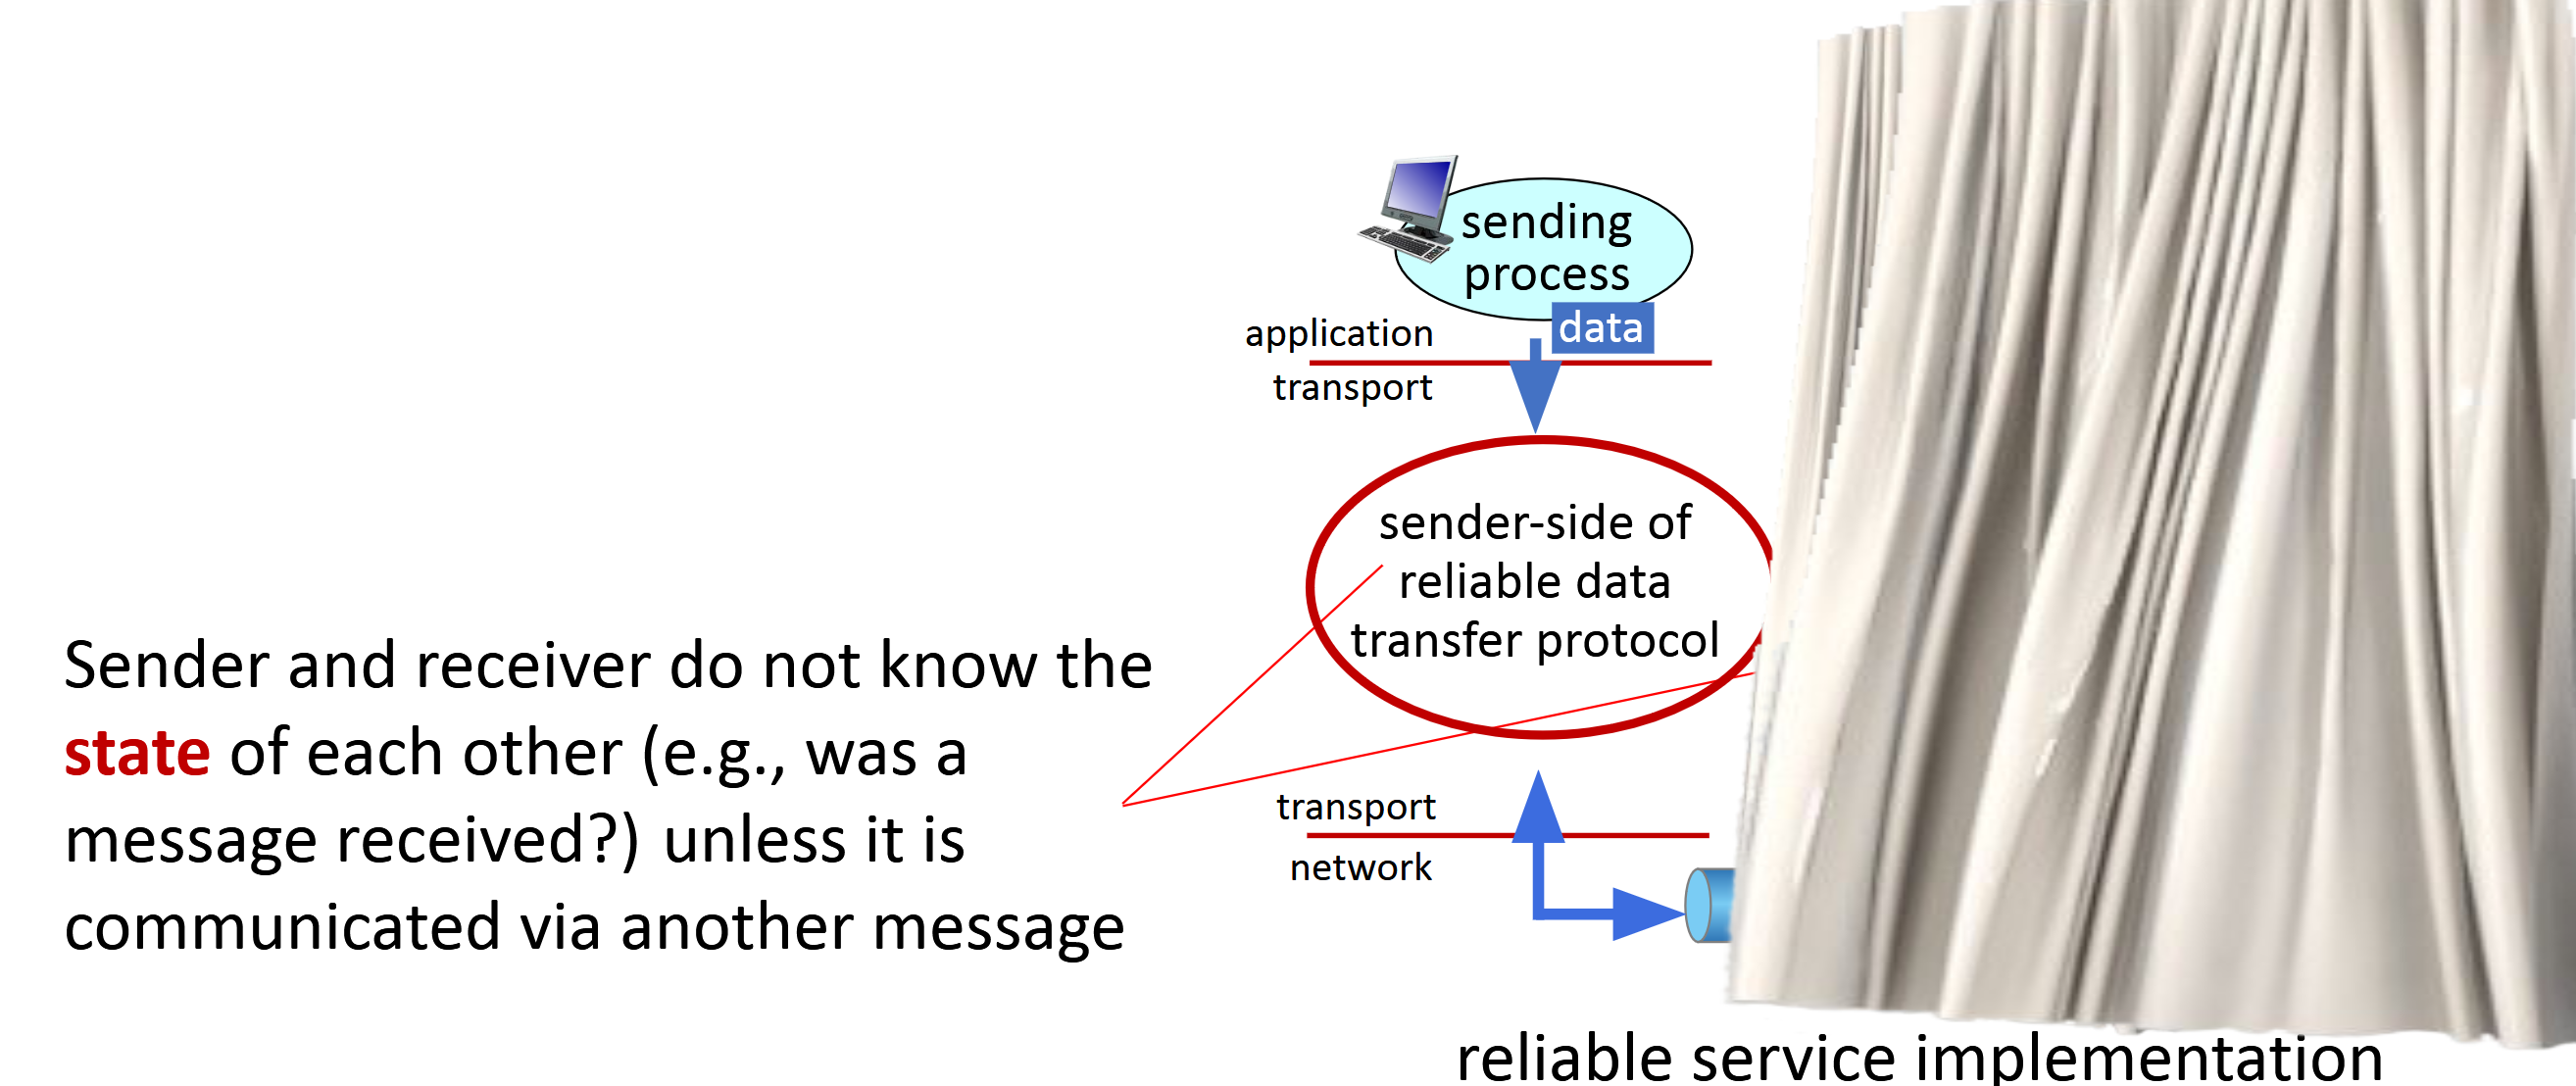 sending
process
data
application
transport
sender-side of
reliable data
transfer protocol
Sender and receiver do not know the
state of each other (e.g., was a
message received?) unless it is
communicated via another message
transport
network
reliable service implementation